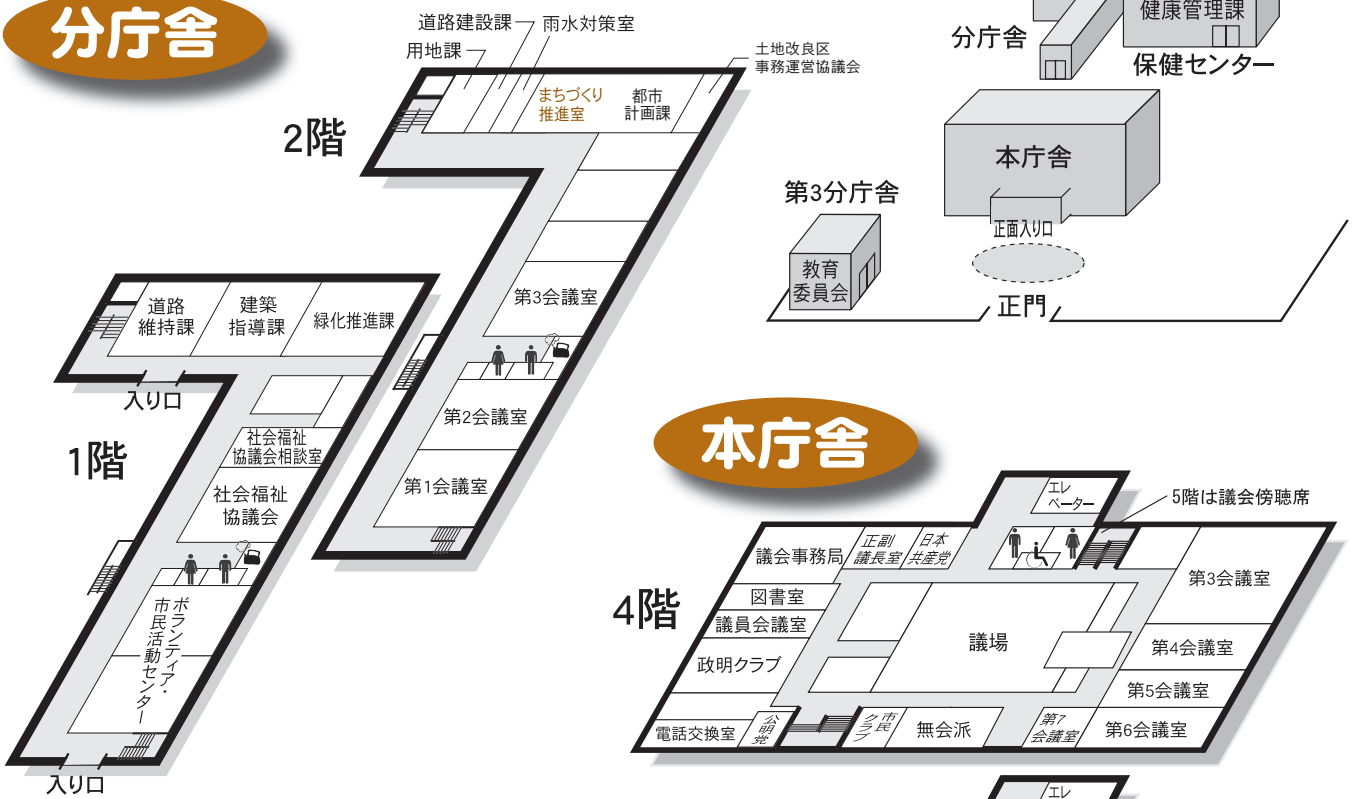 分庁舎
2階
道路建設課
雨水対策室
用地課
土地改良区
事務運営協議会
まちづくり
推進室
都市
計画課
第3会議室
第2会議室
第1会議室
1階
道路
維持課
建築
指導課
緑化推進課
入り口
社会福祉
協議会相談室
社会福祉
協議会
ボランティア・
市民活動センター
入り口
健康管理課
分庁舎
保健センター
本庁舎
第3分庁舎
正面入り口
教育
委員会
正門
本庁舎
4階
エレ
ベーター
5階は議会傍聴席
議会事務局
正副
議長室
日本
共産党
第3会議室
図書室
議員会議室
議場
第4会議室
政明クラブ
第5会議室
電話交換室
公明党
市民
クラブ
無会派
第7
会議室
第6会議室
エレ